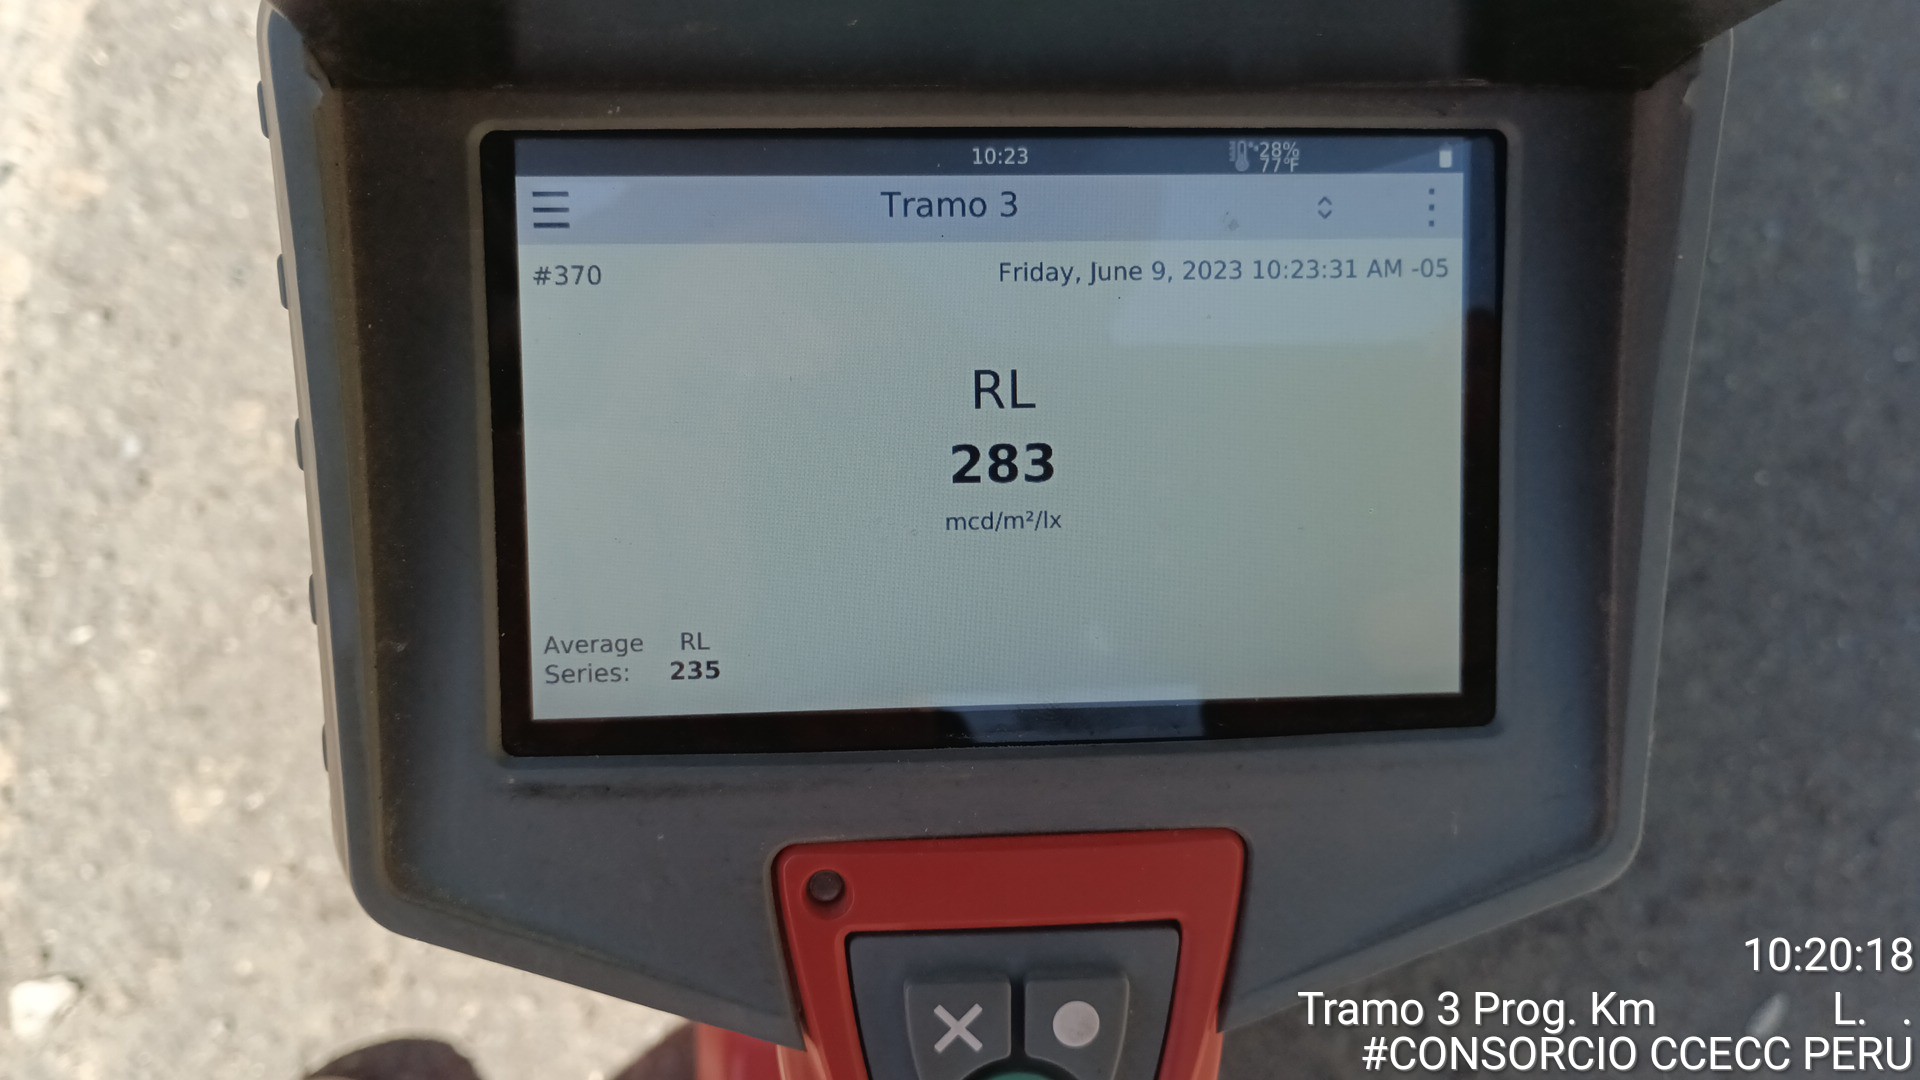 10:23
28%
77°F
Tramo 3
#370
Friday, June 9, 2023 10:23:31 AM -05
RL
283
mcd/m²/lx
Average RL
Series: 235
10:20:18
Tramo 3 Prog. Km L. .
#CONSORCIO CCECC PERU